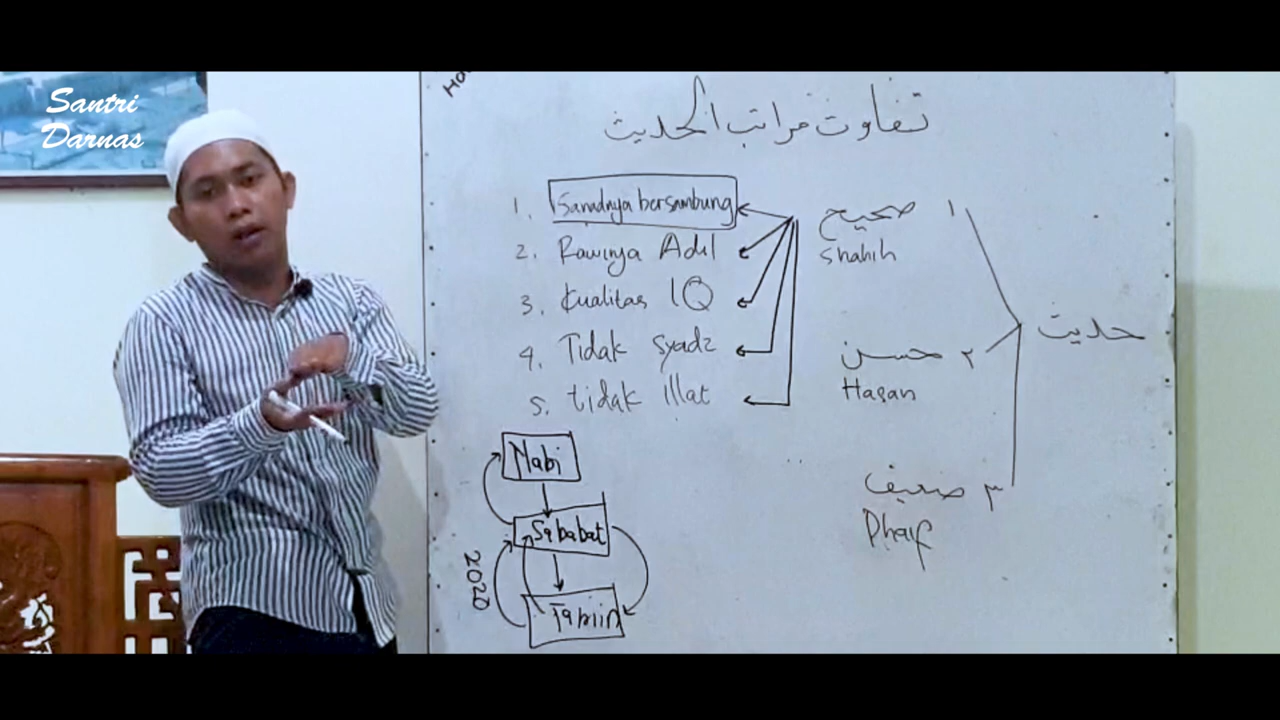 Santri
Darnas
تفاوت مراتب الحديث
1. Sanadnya bersambung
2. Rawinya Adil
3. Kualitas IQ
4. Tidak Syadz
5. tidak Illat
حديث
١ صحيح
Shahih
٢ حسن
Hasan
٣ ضعيف
Dhaif
Nabi
Sahabat
Tabiin
2020